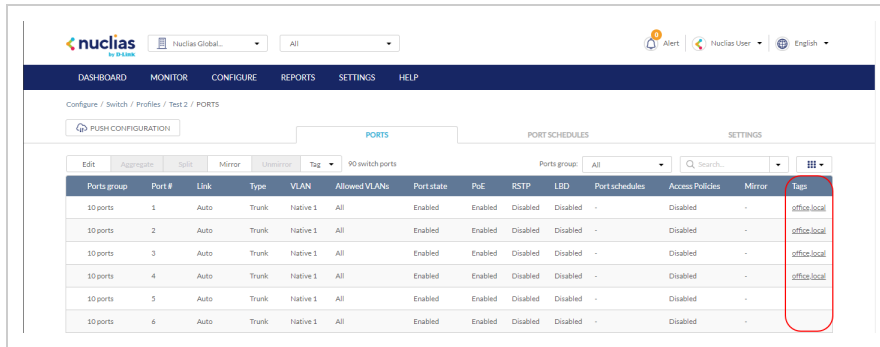 nuclias
by D-Link
Nuclias Global...
All
0
Alert
Nuclias User
English
DASHBOARD MONITOR CONFIGURE REPORTS SETTINGS HELP
Configure / Switch / Profiles / Test 2 / PORTS
PUSH CONFIGURATION
PORTS PORT SCHEDULES SETTINGS
Edit Aggregate Split Mirror Unmirror Tag 90 switch ports Ports group: All Search...
Ports group Port # Link Type VLAN Allowed VLANs Port state PoE RSTP LBD Port schedules Access Policies Mirror Tags
10 ports 1 Auto Trunk Native 1 All Enabled Enabled Disabled Disabled - Disabled - office,local
10 ports 2 Auto Trunk Native 1 All Enabled Enabled Disabled Disabled - Disabled - office,local
10 ports 3 Auto Trunk Native 1 All Enabled Enabled Disabled Disabled - Disabled - office,local
10 ports 4 Auto Trunk Native 1 All Enabled Enabled Disabled Disabled - Disabled - office,local
10 ports 5 Auto Trunk Native 1 All Enabled Enabled Disabled Disabled - Disabled -
10 ports 6 Auto Trunk Native 1 All Enabled Enabled Disabled Disabled - Disabled -